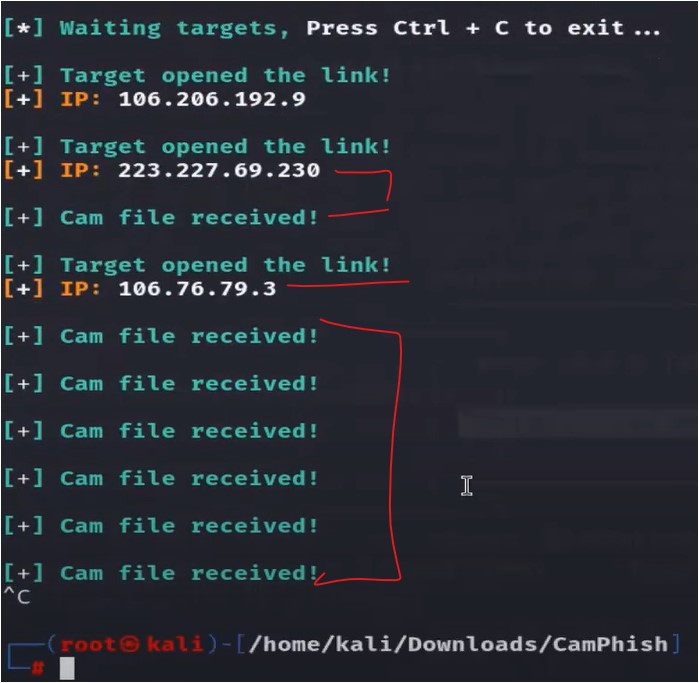 [*] Waiting targets, Press Ctrl + C to exit ...
[+] Target opened the link!
[+] IP: 106.206.192.9
[+] Target opened the link!
[+] IP: 223.227.69.230
[+] Cam file received!
[+] Target opened the link!
[+] IP: 106.76.79.3
[+] Cam file received!
[+] Cam file received!
[+] Cam file received!
[+] Cam file received!
[+] Cam file received!
[+] Cam file received!
^C
┌──(root㉿kali)-[/home/kali/Downloads/CamPhish]
└─#